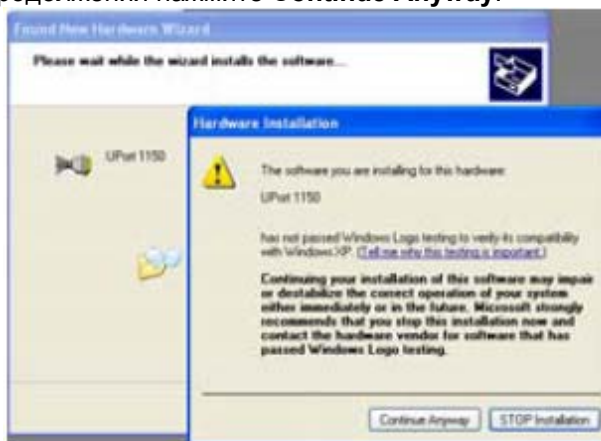 продолжения нажмите Continue Anyway.
Found New Hardware Wizard
Please wait while the wizard installs the software...
UPort 1150
Hardware Installation
The software you are installing for this hardware:
UPort 1150
has not passed Windows Logo testing to verify its compatibility
with Windows XP. (Tell me why this testing is important.)
Continuing your installation of this software may impair
or destabilize the correct operation of your system
either immediately or in the future. Microsoft strongly
recommends that you stop this installation now and
contact the hardware vendor for software that has
passed Windows Logo testing.
Continue Anyway
STOP Installation